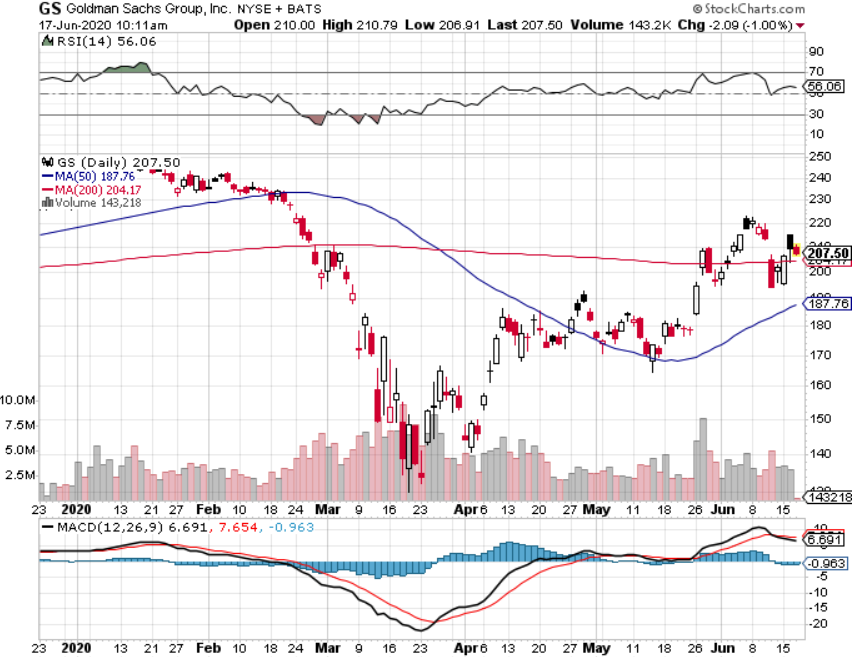 GS Goldman Sachs Group, Inc. NYSE + BATS © StockCharts.com
17-Jun-2020 10:11am Open 210.00 High 210.79 Low 206.91 Last 207.50 Volume 143.2K Chg -2.09 (-1.00%)
RSI(14) 56.06
90
70
56.06
30
10
GS (Daily) 207.50
MA(50) 187.76
MA(200) 204.17
Volume 143,218
250
240
230
220
210
207.50
204.17
200
190
187.76
180
170
160
150
140
10.0M
7.5M
5.0M
2.5M
143218
23 2020 13 21 27 Feb 10 18 24 Mar 9 16 23 Apr 6 13 20 27 May 11 18 26 Jun 8 15
MACD(12,26,9) 6.691, 7.654, -0.963
10
6.691
-0.963
-5
-10
-15
-20
23 2020 13 21 27 Feb 10 18 24 Mar 9 16 23 Apr 6 13 20 27 May 11 18 26 Jun 8 15